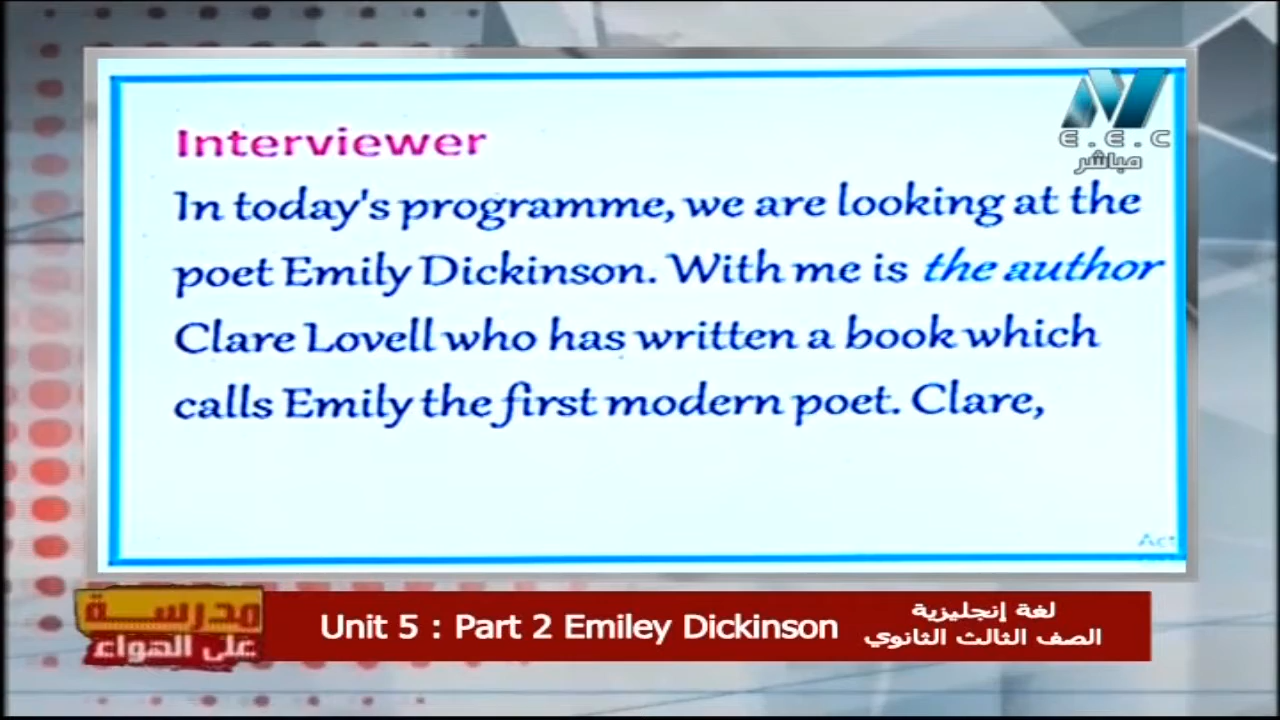 Interviewer
In today's programme, we are looking at the
poet Emily Dickinson. With me is the author
Clare Lovell who has written a book which
calls Emily the first modern poet. Clare,
E.E.C
مباشر
Act
مدرسة
على الهواء
Unit 5 : Part 2 Emiley Dickinson
لغة إنجليزية
الصف الثالث الثانوي